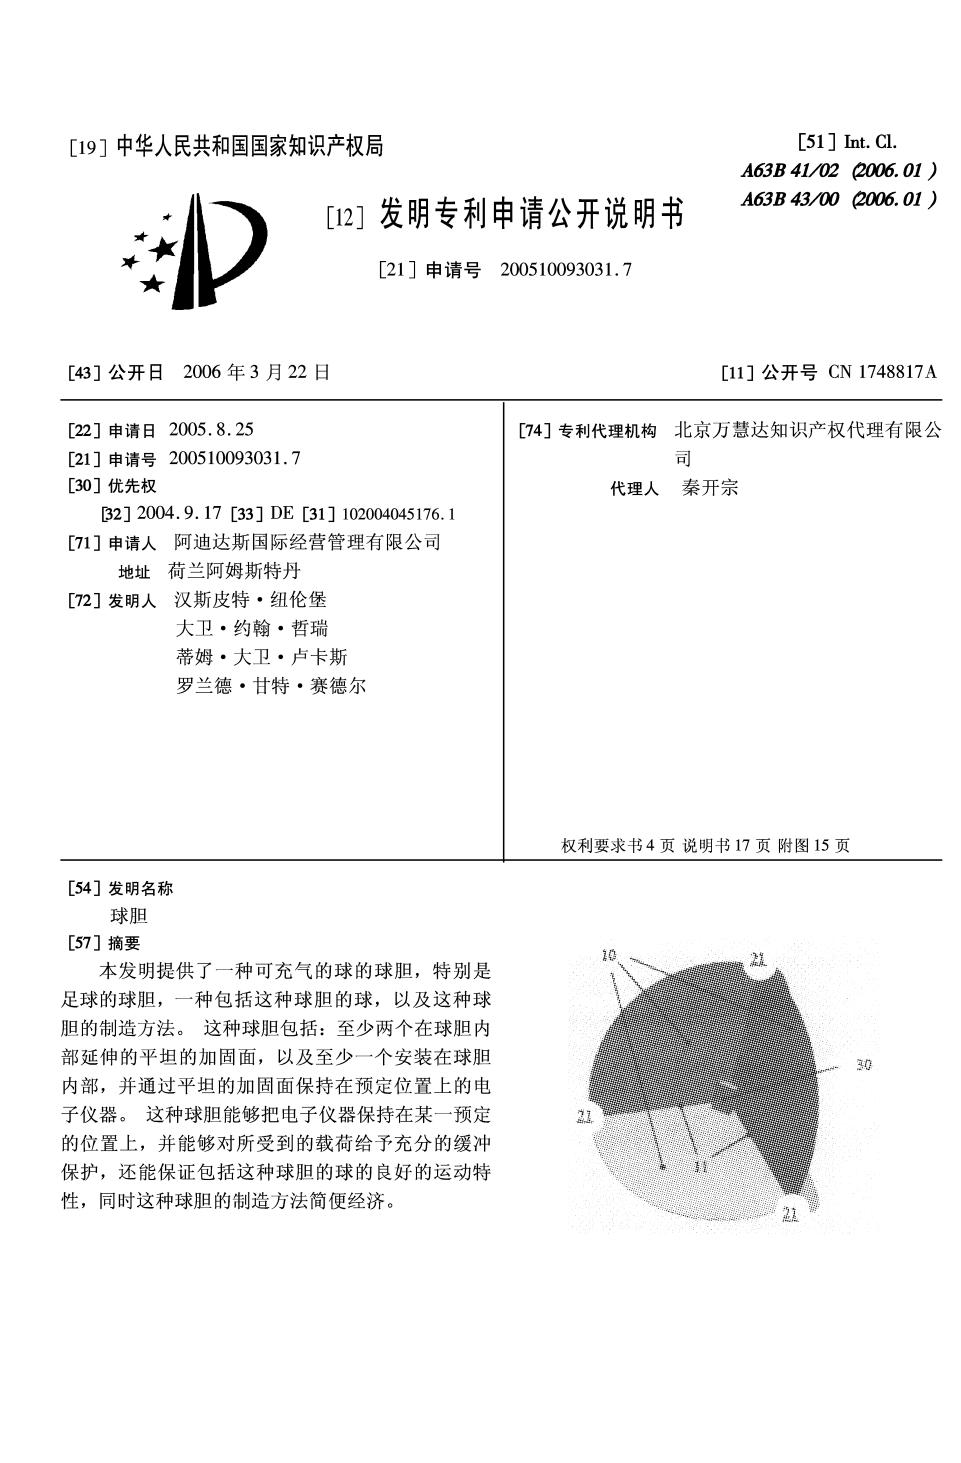 [19] 中华人民共和国国家知识产权局
[51] Int. Cl.
A63B 41/02 (2006.01)
A63B 43/00 (2006.01)
[12] 发明专利申请公开说明书
[21] 申请号 200510093031.7
[43] 公开日 2006 年 3 月 22 日
[11] 公开号 CN 1748817A
[22] 申请日 2005.8.25
[21] 申请号 200510093031.7
[30] 优先权
[32] 2004.9.17 [33] DE [31] 102004045176.1
[71] 申请人 阿迪达斯国际经营管理有限公司
地址 荷兰阿姆斯特丹
[72] 发明人 汉斯皮特·纽伦堡
大卫·约翰·哲瑞
蒂姆·大卫·卢卡斯
罗兰德·甘特·赛德尔
[74] 专利代理机构 北京万慧达知识产权代理有限公
司
代理人 秦开宗
权利要求书 4 页 说明书 17 页 附图 15 页
[54] 发明名称
球胆
[57] 摘要
本发明提供了一种可充气的球的球胆，特别是
足球的球胆，一种包括这种球胆的球，以及这种球
胆的制造方法。 这种球胆包括：至少两个在球胆内
部延伸的平坦的加固面，以及至少一个安装在球胆
内部，并通过平坦的加固面保持在预定位置上的电
子仪器。 这种球胆能够把电子仪器保持在某一预定
的位置上，并能够对所受到的载荷给予充分的缓冲
保护，还能保证包括这种球胆的球的良好的运动特
性，同时这种球胆的制造方法简便经济。
10
21
30
21
11
21